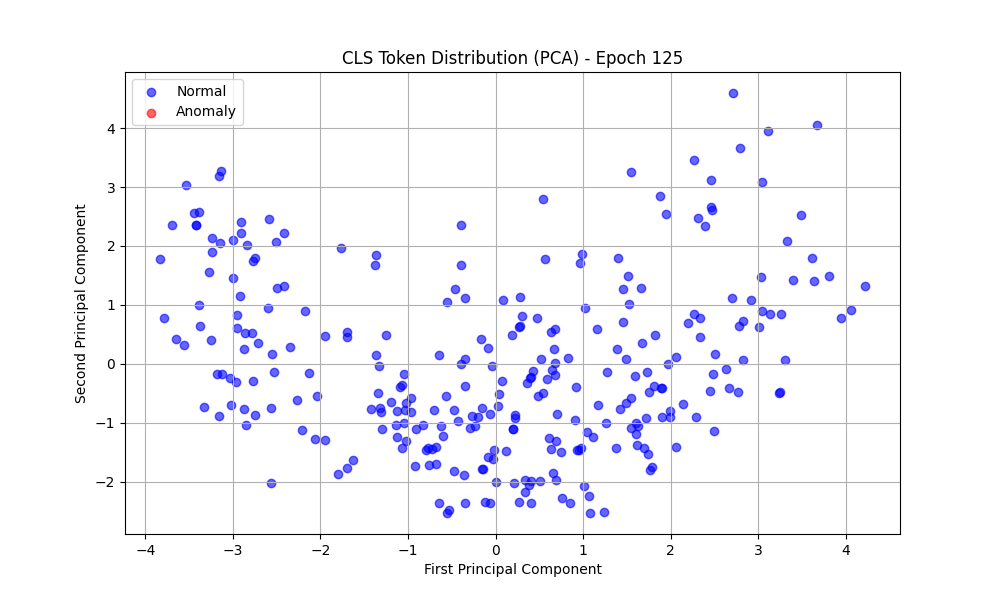 CLS Token Distribution (PCA) - Epoch 125
Normal
Anomaly
Second Principal Component
4
3
2
1
0
−1
−2
−4 −3 −2 −1 0 1 2 3 4
First Principal Component